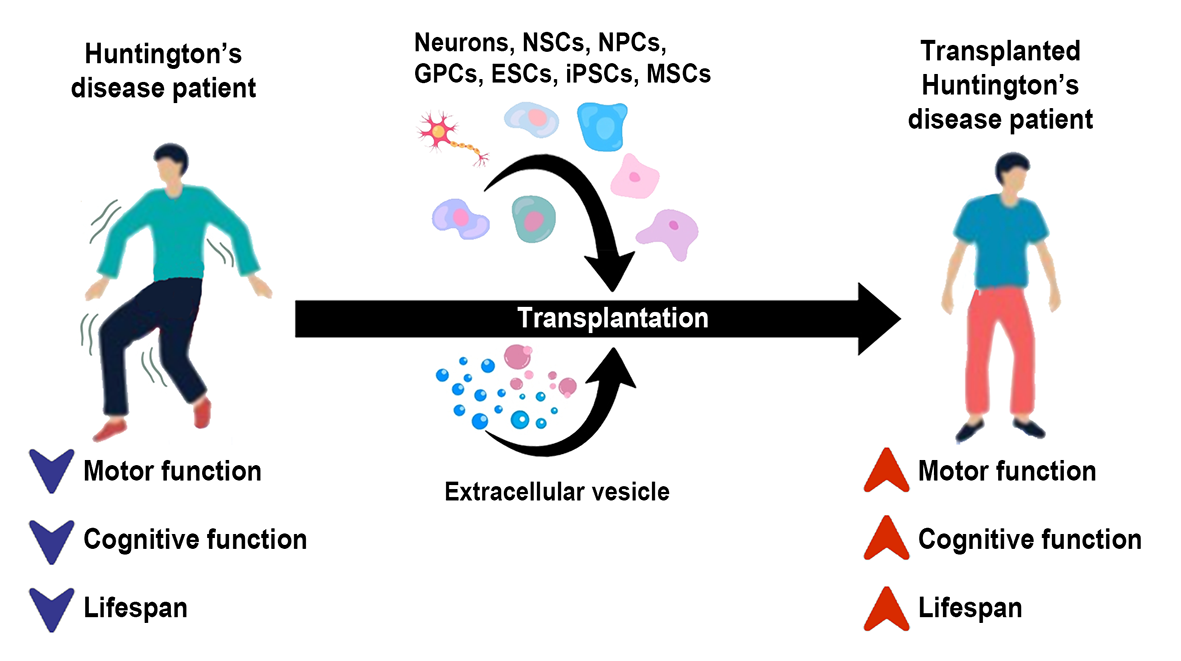 Huntington's
disease patient
Neurons, NSCs, NPCs,
GPCs, ESCs, iPSCs, MSCs
Transplanted
Huntington's
disease patient
Transplantation
Extracellular vesicle
Motor function
Cognitive function
Lifespan
Motor function
Cognitive function
Lifespan